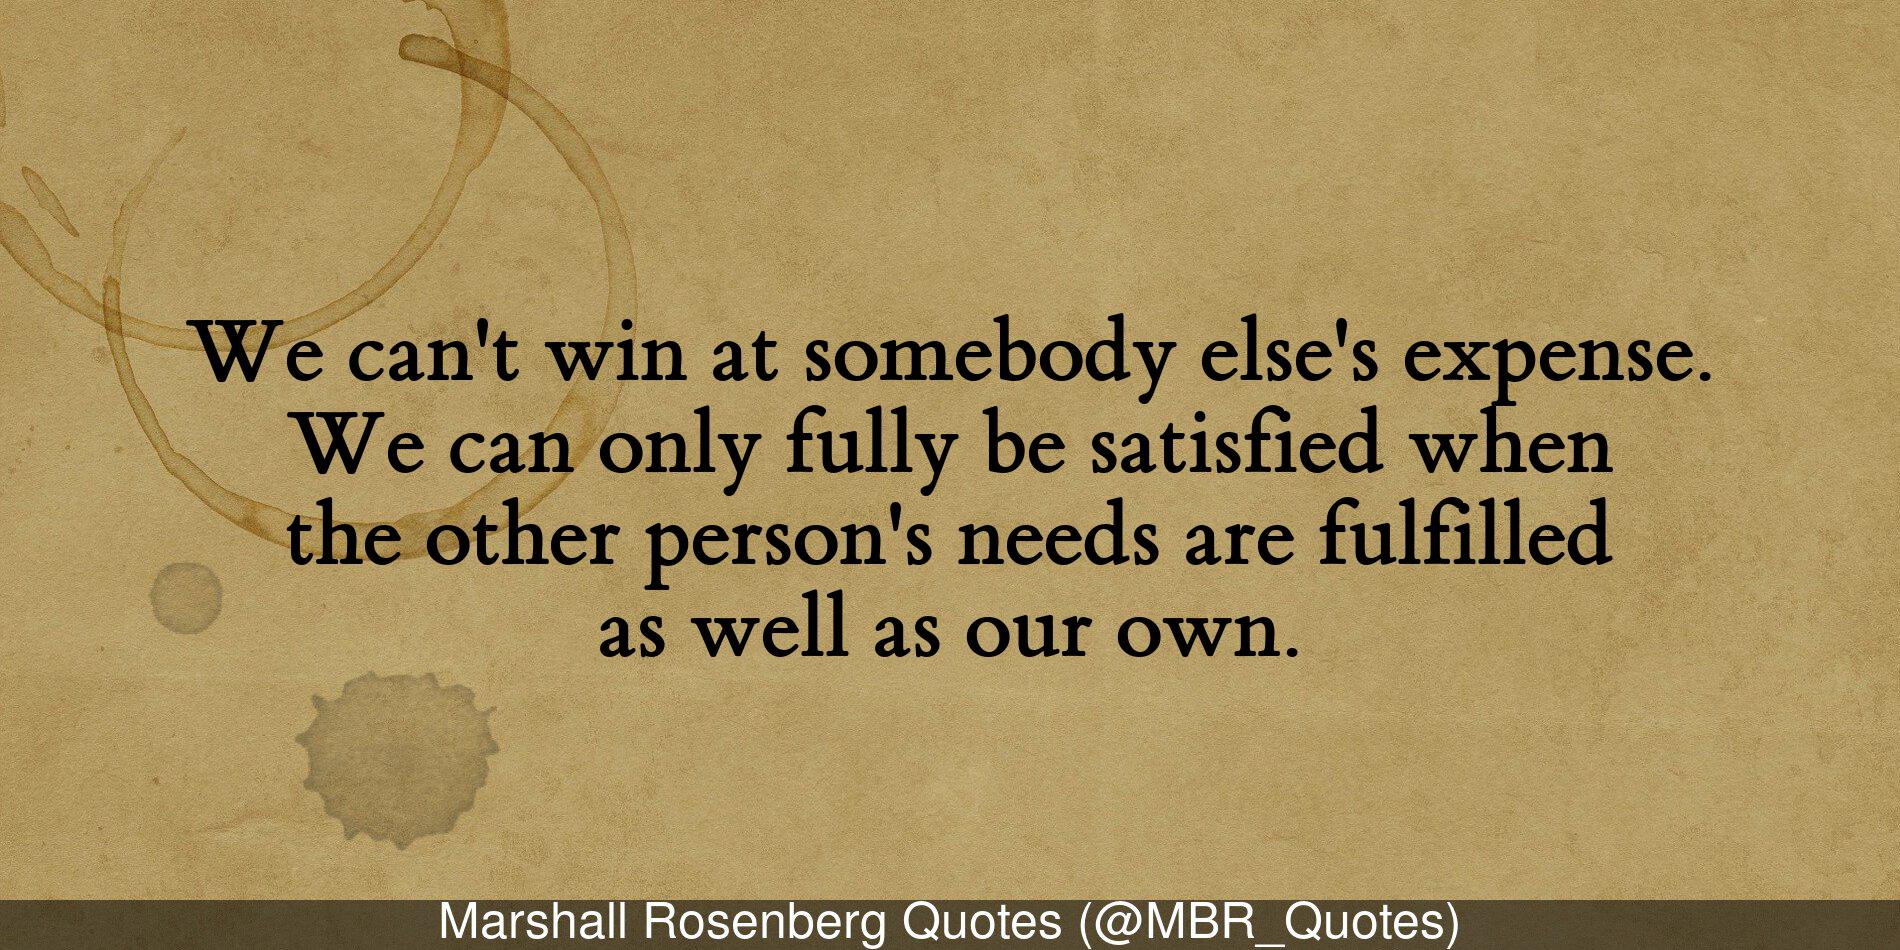 We can't win at somebody else's expense.
We can only fully be satisfied when
the other person's needs are fulfilled
as well as our own.
Marshall Rosenberg Quotes (@MBR_Quotes)